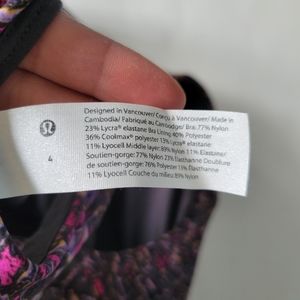 Designed in Vancouver/ Conçu à Vancouver/ Made in
Cambodia/ Fabriqué au Cambodge/ Bra: 77% Nylon
23% Lycra® elastane Bra Lining: 40% Polyester
36% Coolmax® polyester 13% Lycra® elastane
11% Lyocell Middle layer: 89% Nylon 11% Elastane/
Soutien-gorge: 77% Nylon 23% Élasthanne Doublure
de soutien-gorge: 76% Polyester 13% Élasthanne
11% Lyocell Couche du milieu: 89% Nylon
4